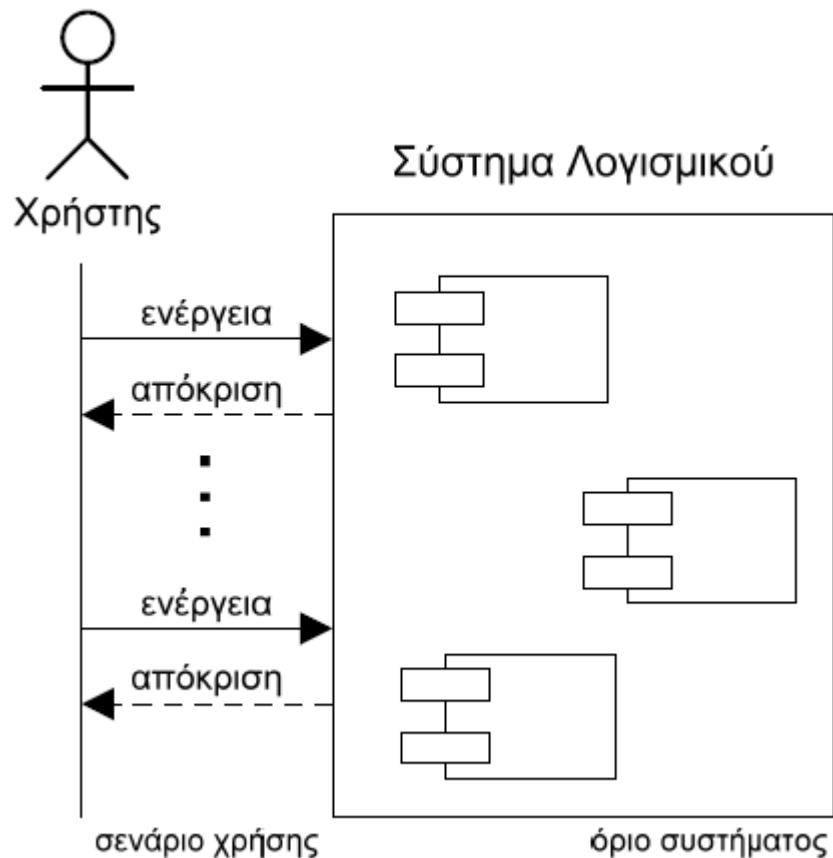 Σύστημα Λογισμικού
Χρήστης
ενέργεια
απόκριση
ενέργεια
απόκριση
σενάριο χρήσης
όριο συστήματος